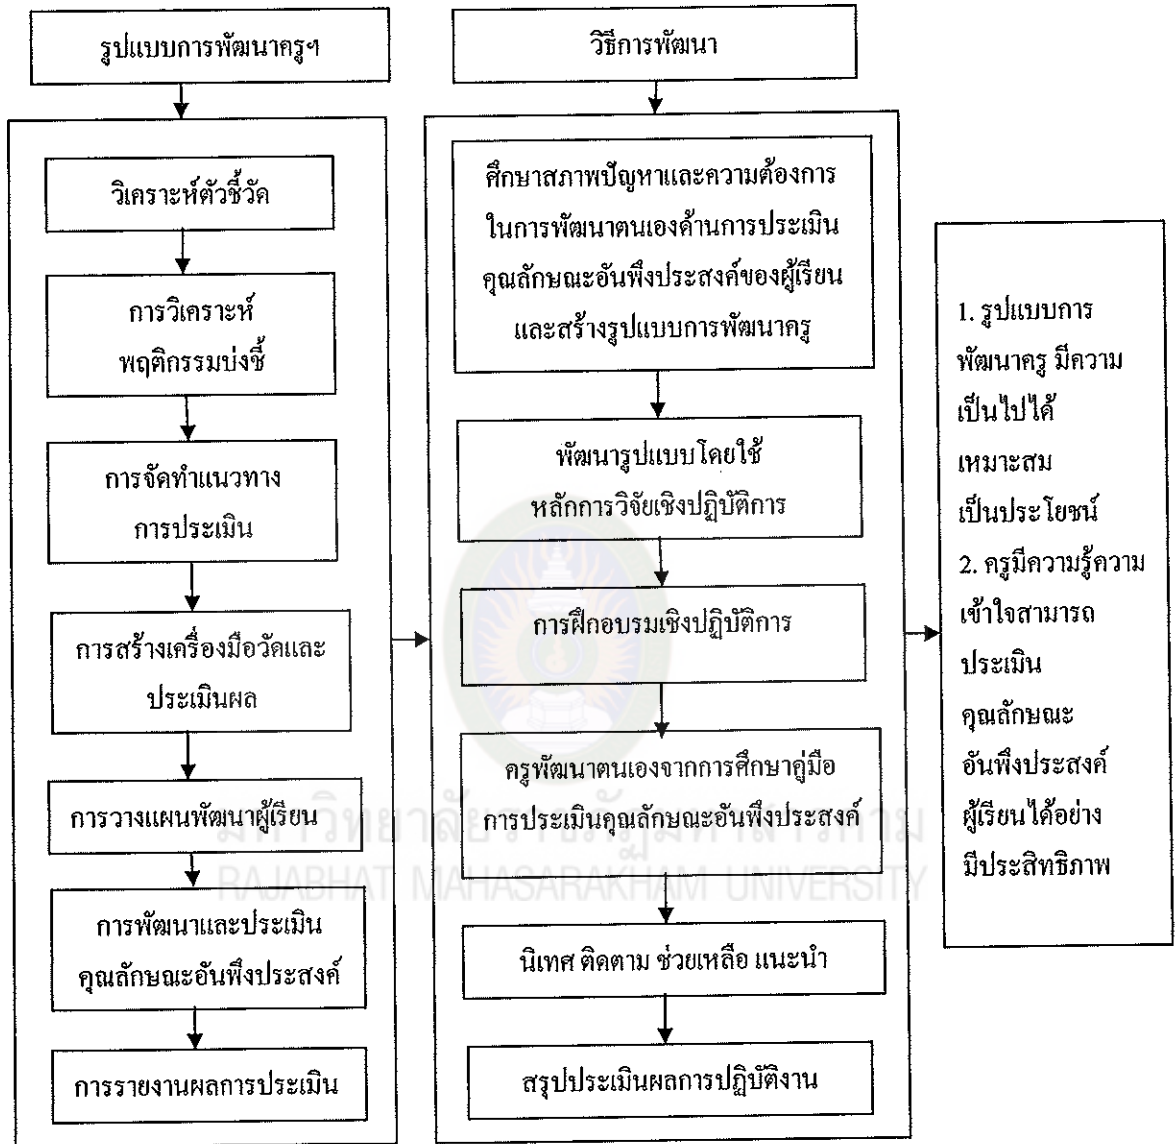 รูปแบบการพัฒนาครูฯ
วิเคราะห์ตัวชี้วัด
การวิเคราะห์
พฤติกรรมบ่งชี้
การจัดทำแนวทาง
การประเมิน
การสร้างเครื่องมือวัดและ
ประเมินผล
การวางแผนพัฒนาผู้เรียน
การพัฒนาและประเมิน
คุณลักษณะอันพึงประสงค์
การรายงานผลการประเมิน
วิธีการพัฒนา
ศึกษาสภาพปัญหาและความต้องการ
ในการพัฒนาตนเองด้านการประเมิน
คุณลักษณะอันพึงประสงค์ของผู้เรียน
และสร้างรูปแบบการพัฒนาครู
พัฒนารูปแบบโดยใช้
หลักการวิจัยเชิงปฏิบัติการ
การฝึกอบรมเชิงปฏิบัติการ
ครูพัฒนาตนเองจากการศึกษาคู่มือ
การประเมินคุณลักษณะอันพึงประสงค์
นิเทศ ติดตาม ช่วยเหลือ แนะนำ
สรุปประเมินผลการปฏิบัติงาน
1. รูปแบบการ
พัฒนาครู มีความ
เป็นไปได้
เหมาะสม
เป็นประโยชน์
2. ครูมีความรู้ความ
เข้าใจสามารถ
ประเมิน
คุณลักษณะ
อันพึงประสงค์
ผู้เรียนได้อย่าง
มีประสิทธิภาพ
มหาวิทยาลัยราชภัฏมหาสารคาม
RAJABHAT MAHASARAKHAM UNIVERSITY